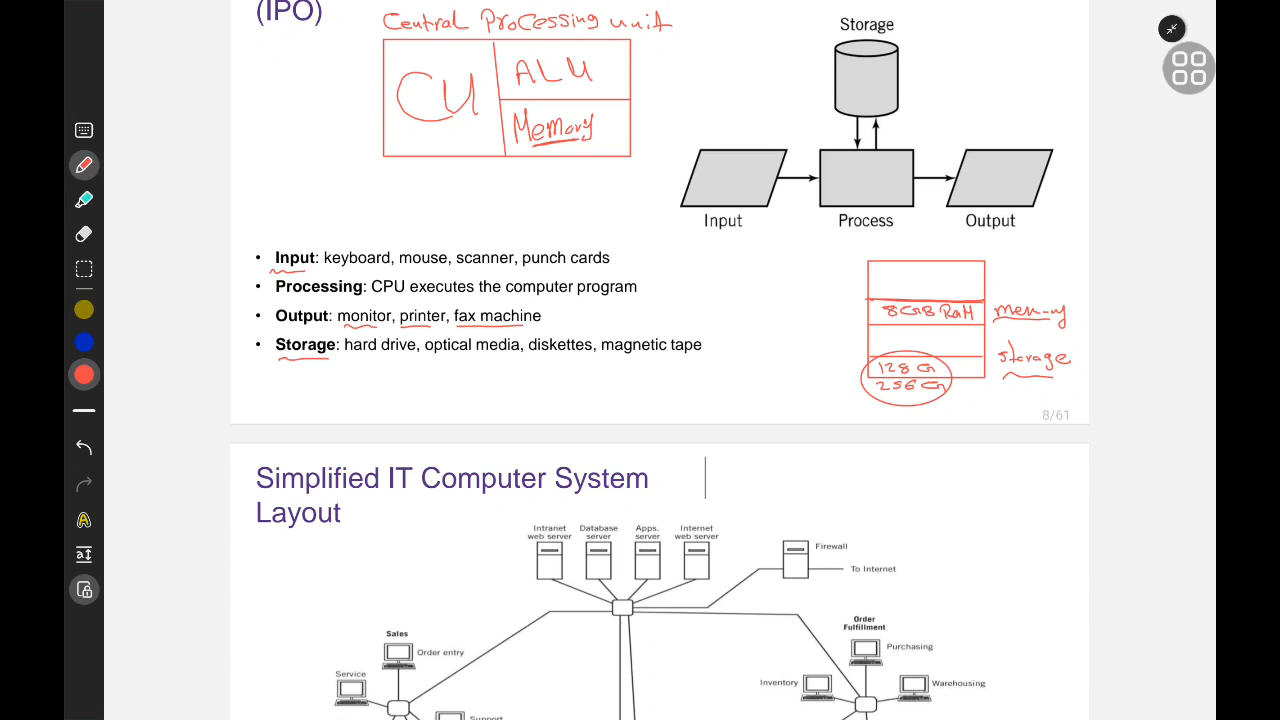 (IPO)
Central Processing unit
CU
ALU
Memory
Storage
Input
Process
Output
• Input: keyboard, mouse, scanner, punch cards
• Processing: CPU executes the computer program
• Output: monitor, printer, fax machine
• Storage: hard drive, optical media, diskettes, magnetic tape
8GB RaM
memory
storage
128 G
256 G
8/61
Simplified IT Computer System
Layout
Intranet
web server
Database
server
Apps.
server
Internet
web server
Firewall
To Internet
Sales
Order entry
Service
Support
Order
Fulfillment
Purchasing
Inventory
Warehousing